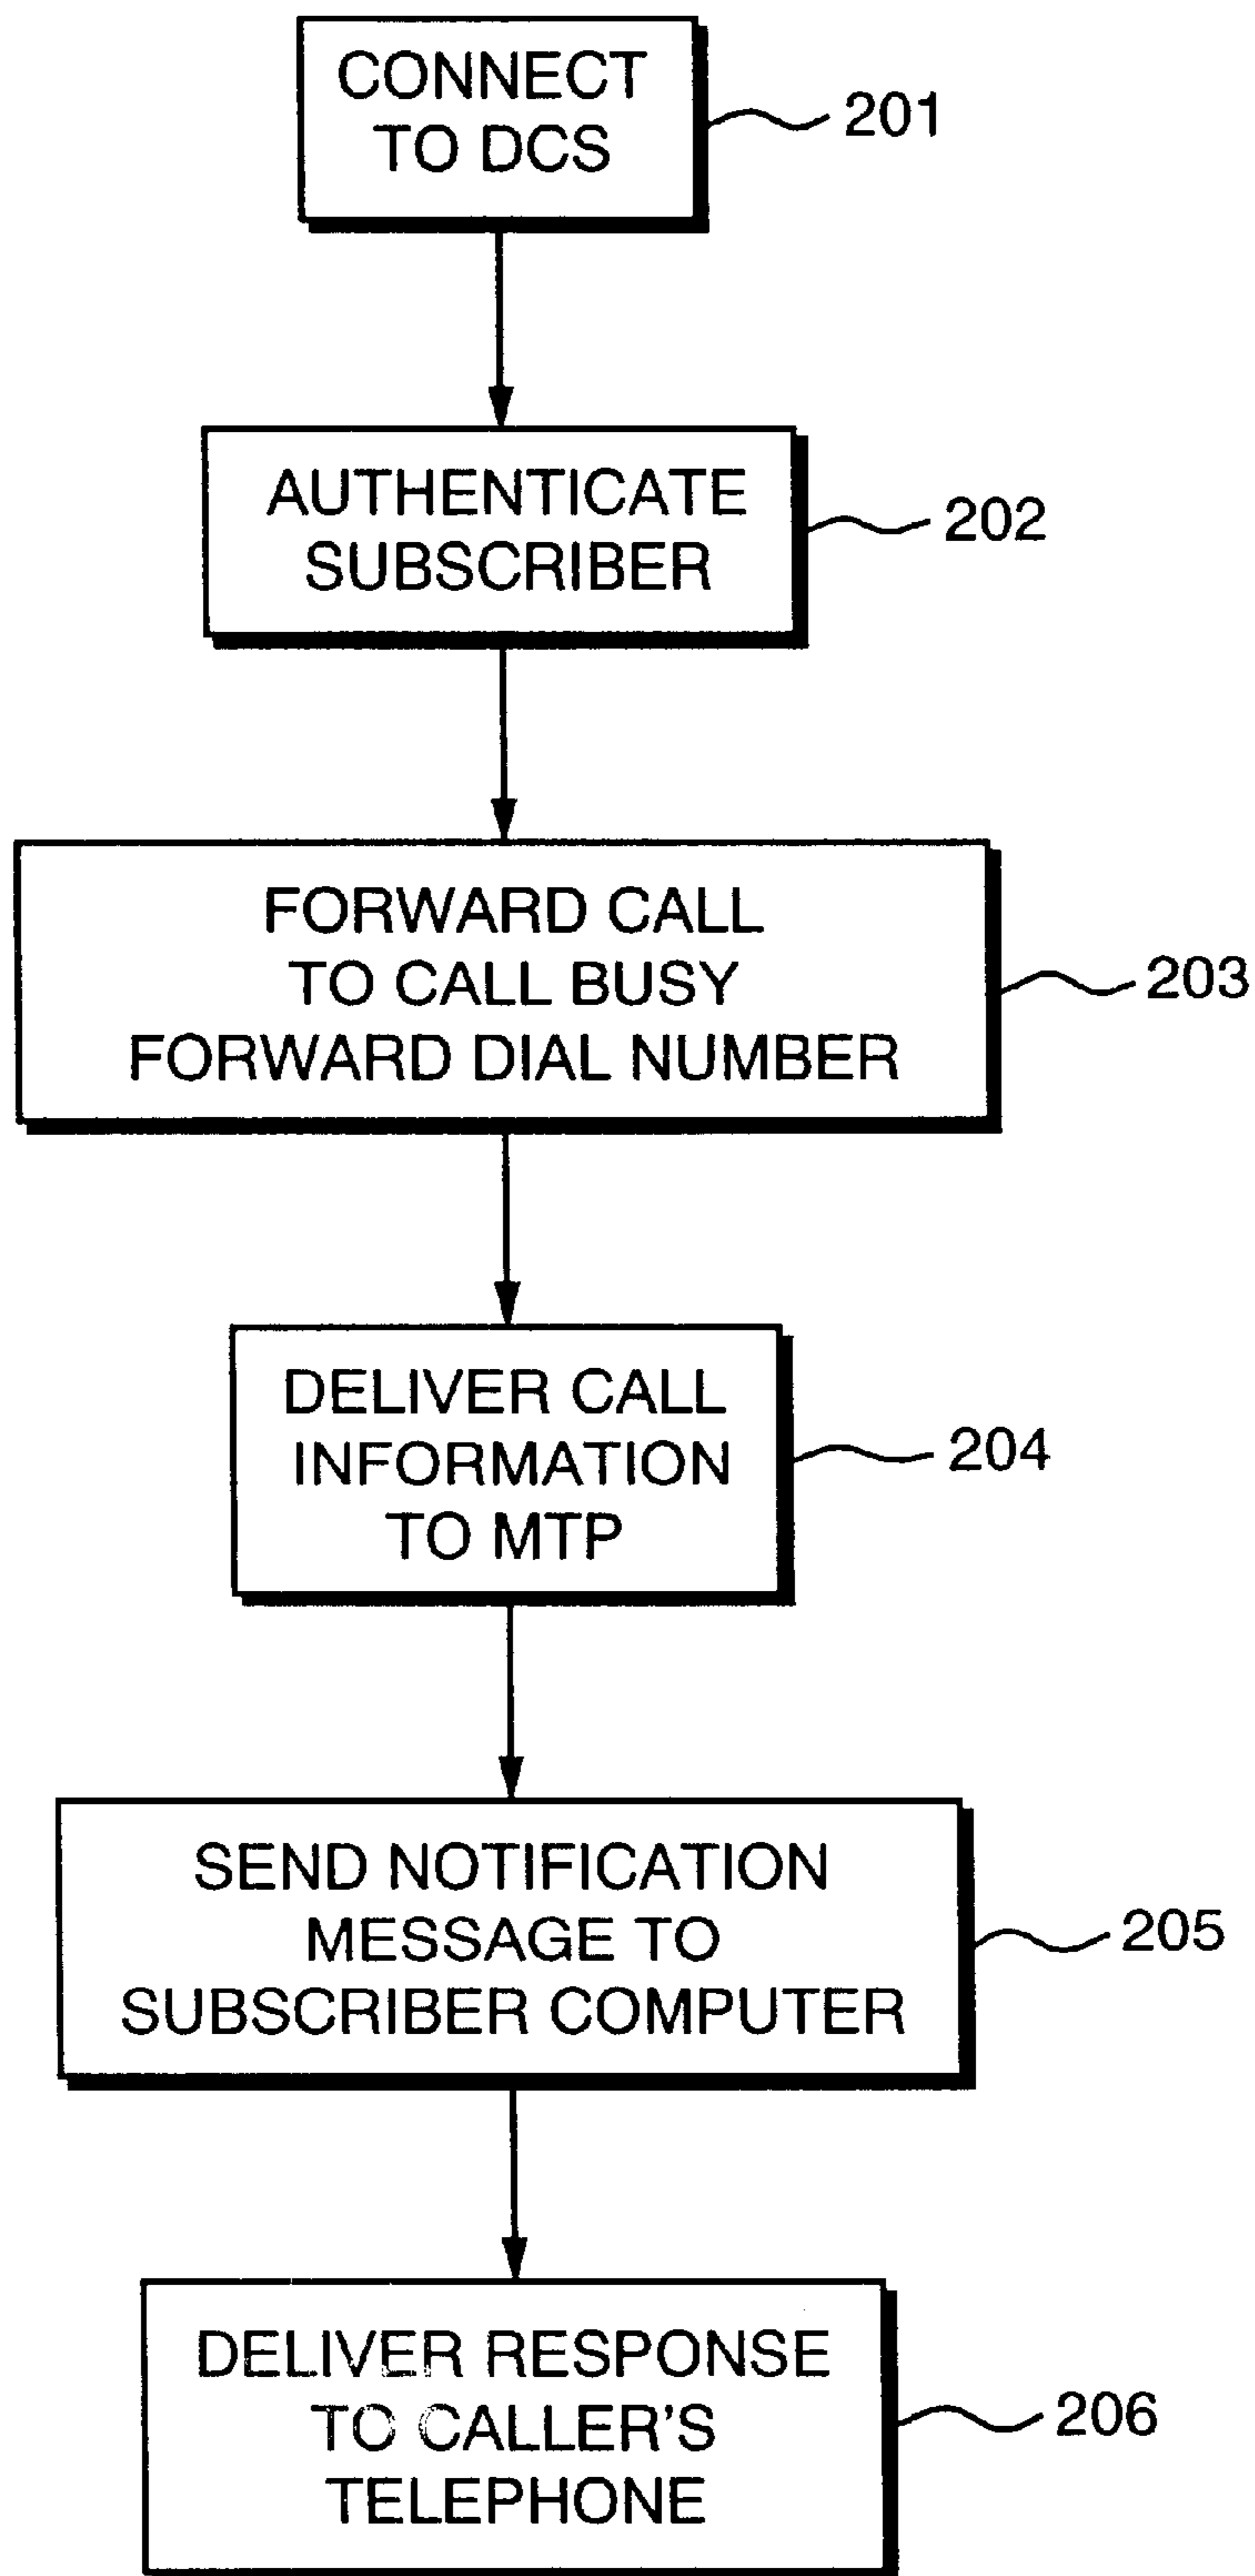 CONNECT
TO DCS
201
AUTHENTICATE
SUBSCRIBER
202
FORWARD CALL
TO CALL BUSY
FORWARD DIAL NUMBER
203
DELIVER CALL
INFORMATION
TO MTP
204
SEND NOTIFICATION
MESSAGE TO
SUBSCRIBER COMPUTER
205
DELIVER RESPONSE
TO CALLER'S
TELEPHONE
206